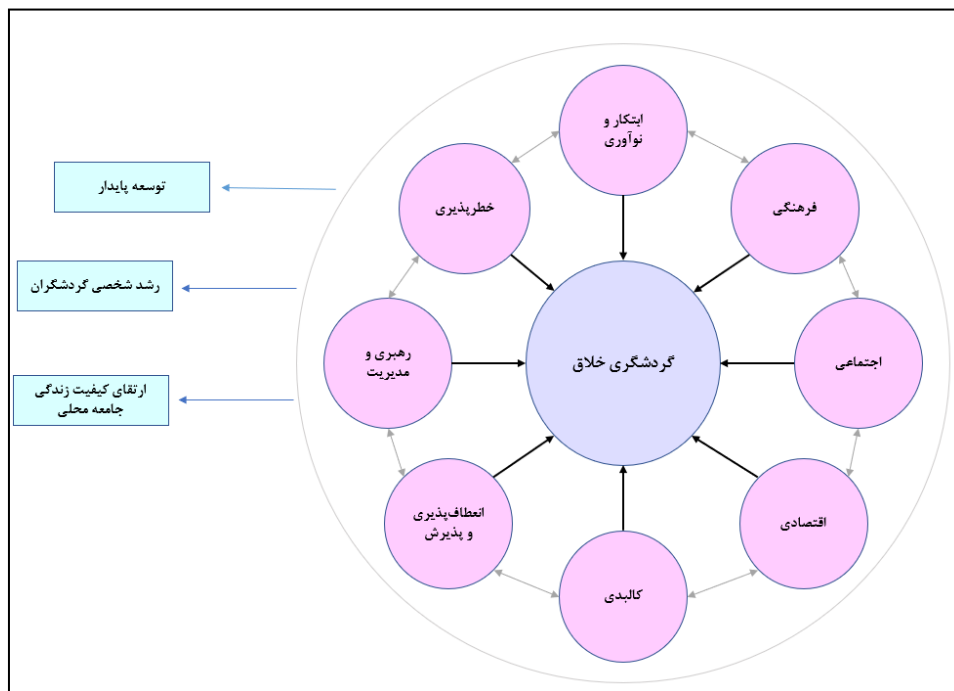 ابتکار و
نوآوری
فرهنگی
اجتماعی
اقتصادی
کالبدی
انعطاف‌پذیری
و پذیرش
رهبری و
مدیریت
خطرپذیری
گردشگری خلاق
توسعه پایدار
رشد شخصی گردشگران
ارتقای کیفیت زندگی
جامعه محلی